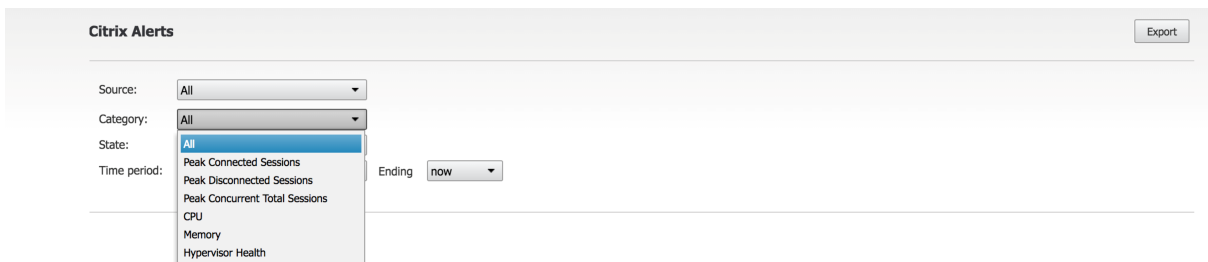 Citrix Alerts
Export
Source: All
Category: All
State:
All
Time period:
Peak Connected Sessions
Ending now
Peak Disconnected Sessions
Peak Concurrent Total Sessions
CPU
Memory
Hypervisor Health